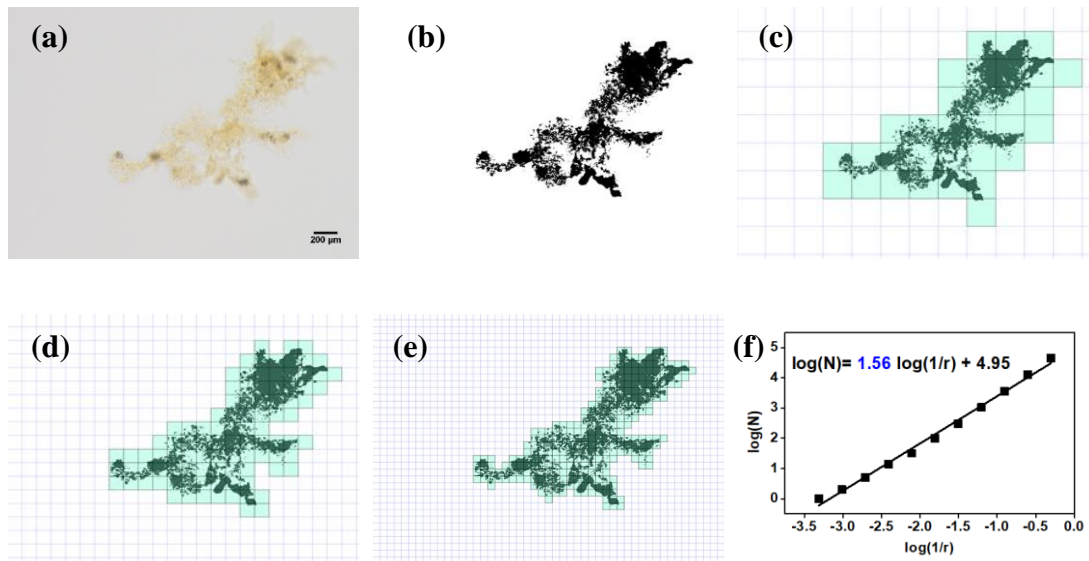 (a)
200 μm
(b)
(c)
(d)
(e)
(f)
log(N)= 1.56 log(1/r) + 4.95
5
4
3
2
1
0
log(N)
-3.5 -3.0 -2.5 -2.0 -1.5 -1.0 -0.5 0.0
log(1/r)